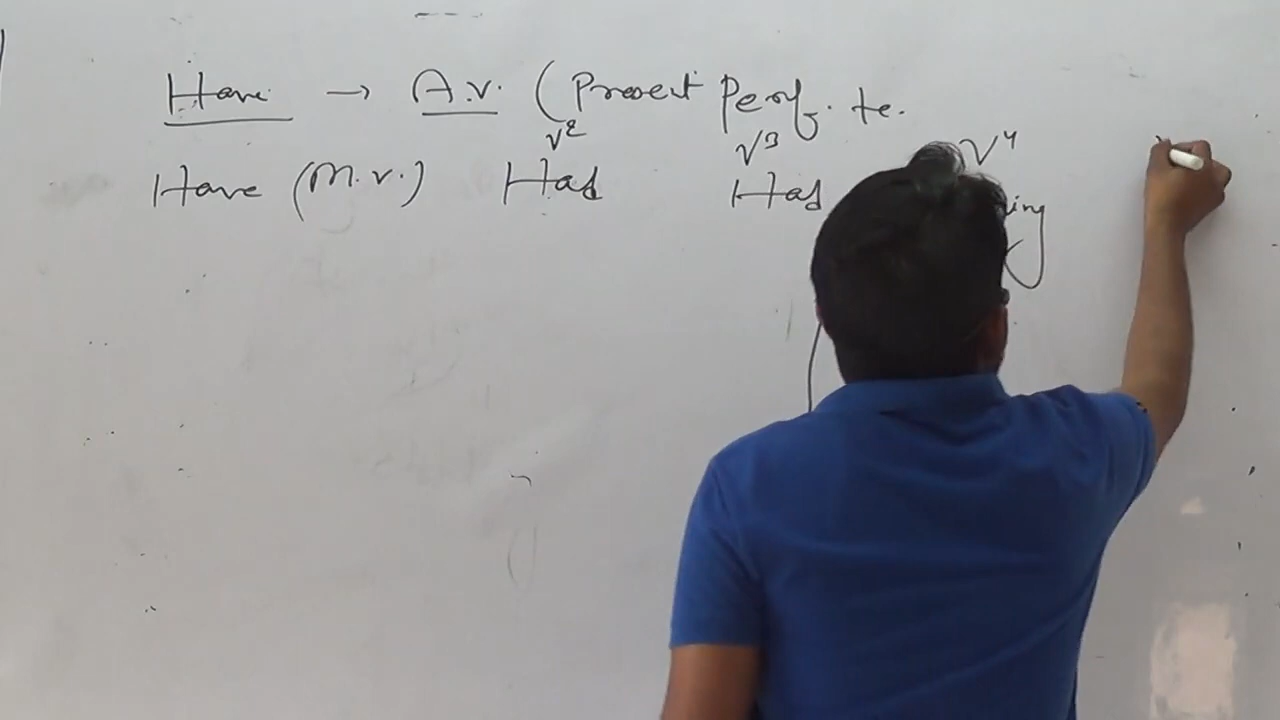 Have → A.V. (Present Perf. te.
V² V³ V⁴
Have (M.V.) Had Had ing